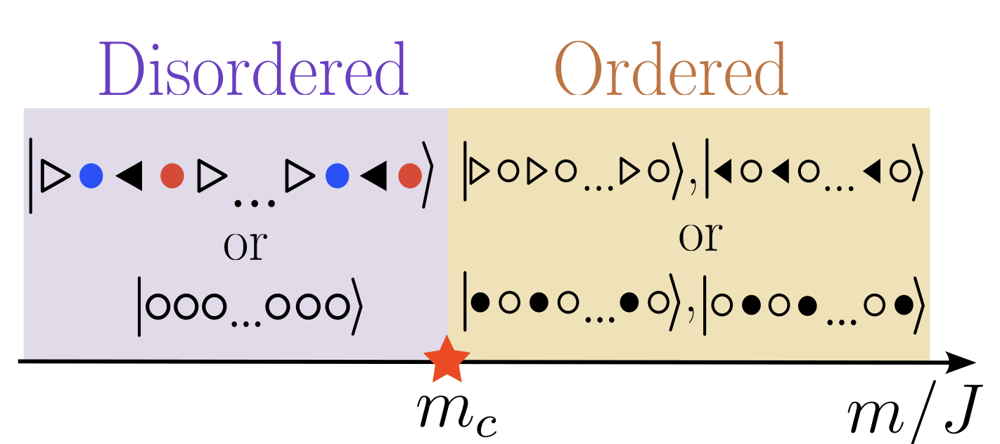 Disordered
Ordered
|▷ 🔵 ◀ 🔴 ▷ ... ▷ 🔵 ◀ 🔴⟩
|▷ ○ ▷ ○ ... ▷ ○⟩, |◀ ○ ◀ ○ ... ◀ ○⟩
or
or
|○○○...○○○⟩
|● ○ ● ○ ... ● ○⟩, |○ ● ○ ● ... ○ ●⟩
m_c
m/J